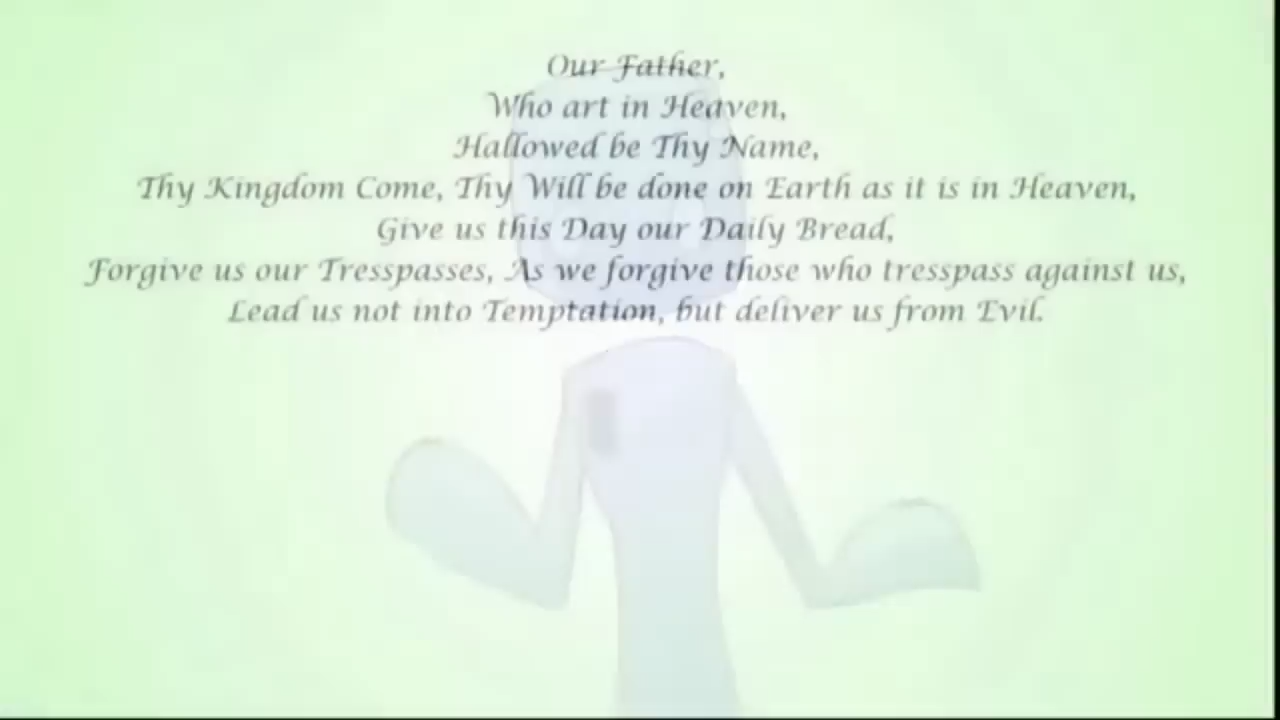 Our Father,
Who art in Heaven,
Hallowed be Thy Name,
Thy Kingdom Come, Thy Will be done on Earth as it is in Heaven,
Give us this Day our Daily Bread,
Forgive us our Tresspasses, As we forgive those who tresspass against us,
Lead us not into Temptation, but deliver us from Evil.